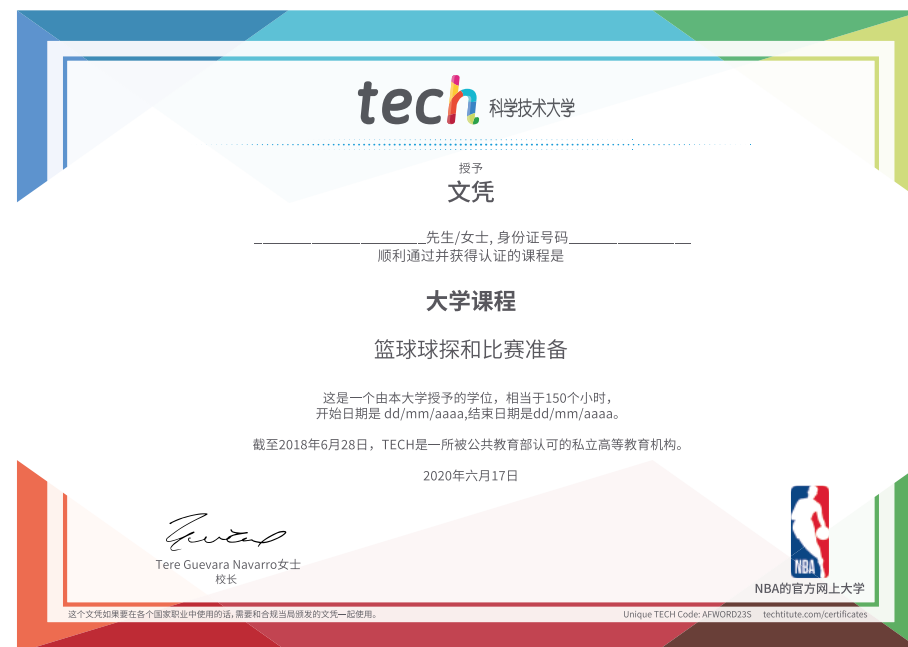 tech 科学技术大学
授予
文凭
______________________先生/女士, 身份证号码_______________
顺利通过并获得认证的课程是
大学课程
篮球球探和比赛准备
这是一个由本大学授予的学位，相当于150个小时，
开始日期是 dd/mm/aaaa,结束日期是dd/mm/aaaa。
截至2018年6月28日，TECH是一所被公共教育部认可的私立高等教育机构。
2020年六月17日
Tere Guevara Navarro女士
校长
NBA
NBA的官方网上大学
这个文凭如果要在各个国家职业中使用的话,需要和合规当局颁发的文凭一起使用。
Unique TECH Code: AFWORD23S techtitute.com/certificates